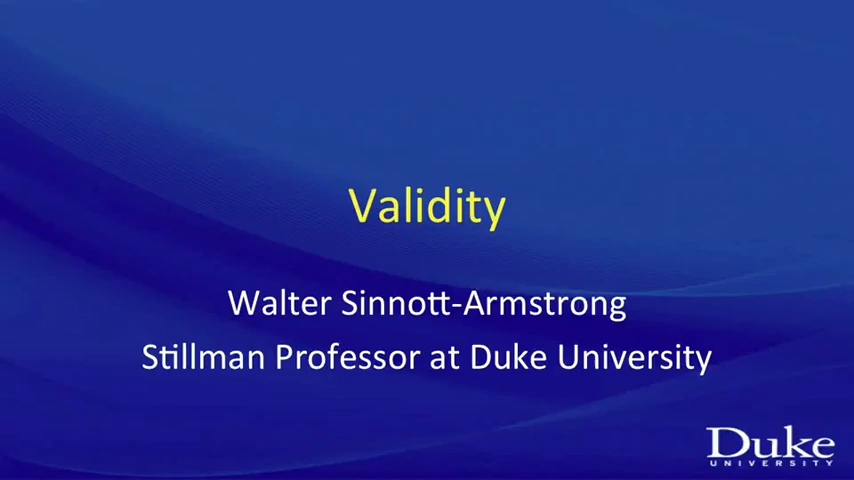 Validity
Walter Sinnott-Armstrong
Stillman Professor at Duke University
Duke
UNIVERSITY